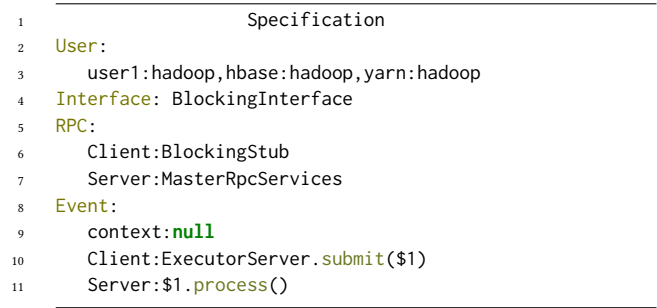 1 Specification
2 User:
3 user1:hadoop,hbase:hadoop,yarn:hadoop
4 Interface: BlockingInterface
5 RPC:
6 Client:BlockingStub
7 Server:MasterRpcServices
8 Event:
9 context:null
10 Client:ExecutorServer.submit($1)
11 Server:$1.process()